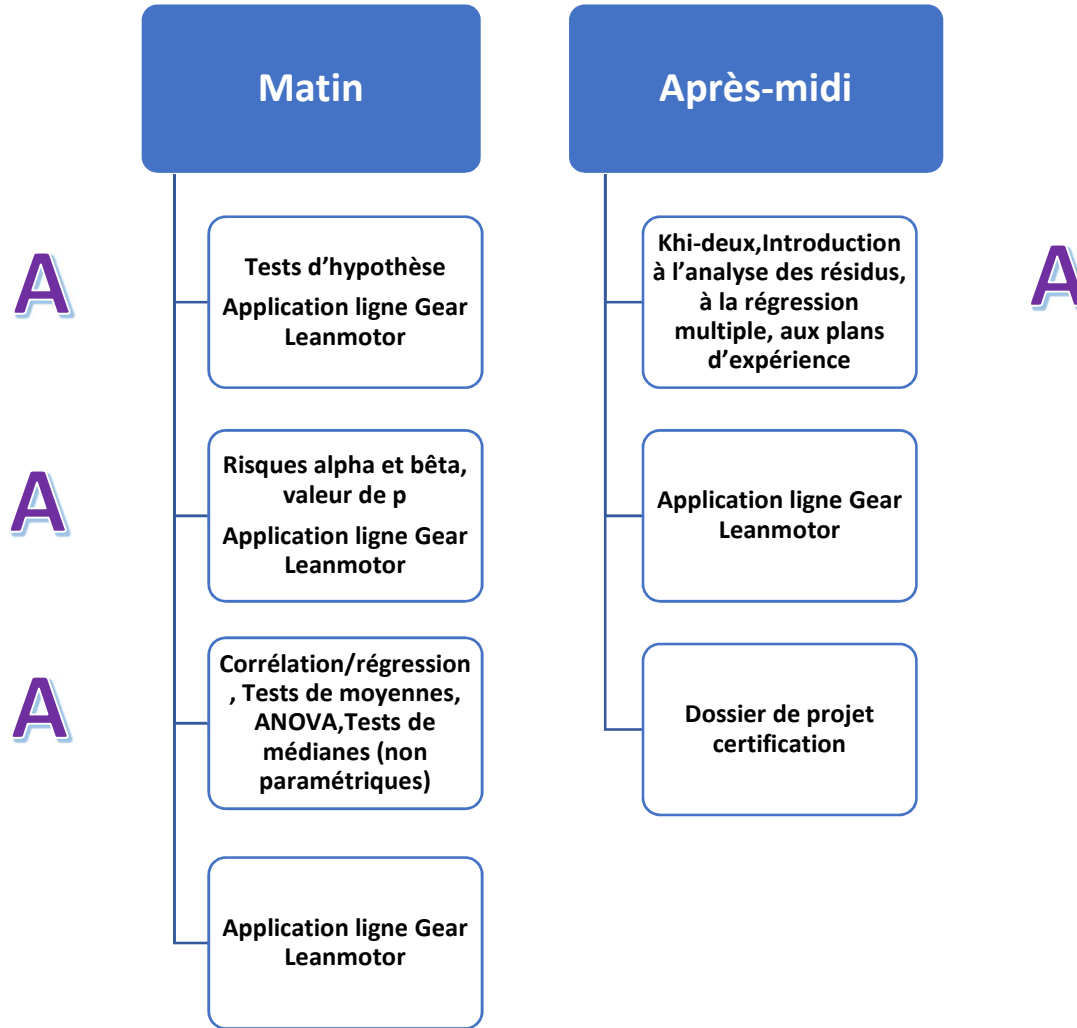 Matin
A
Tests d’hypothèse
Application ligne Gear
Leanmotor
A
Risques alpha et bêta,
valeur de p
Application ligne Gear
Leanmotor
A
Corrélation/régression
, Tests de moyennes,
ANOVA,Tests de
médianes (non
paramétriques)
Application ligne Gear
Leanmotor
Après-midi
Khi-deux,Introduction
à l’analyse des résidus,
à la régression
multiple, aux plans
d’expérience
A
Application ligne Gear
Leanmotor
Dossier de projet
certification